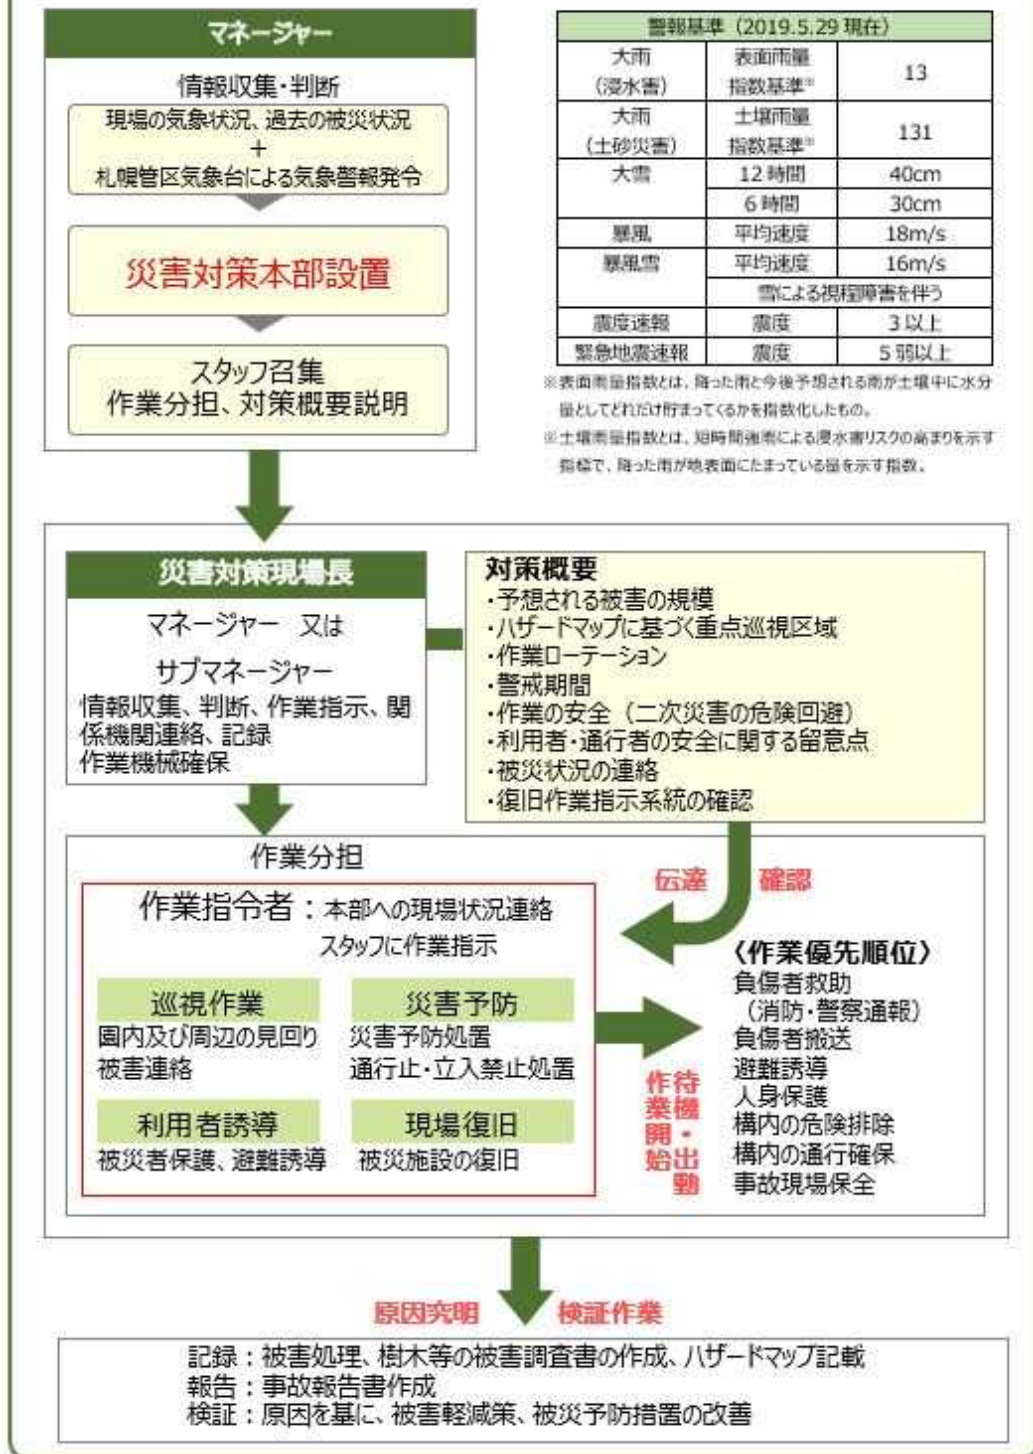 マネージャー
情報収集・判断
現場の気象状況、過去の被災状況
+
札幌管区気象台による気象警報発令
災害対策本部設置
スタッフ召集
作業分担、対策概要説明
警報基準（2019.5.29 現在）
大雨 表面雨量 13
（浸水害） 指数基準※
大雨 土壌雨量 131
（土砂災害） 指数基準※
大雪 12 時間 40cm
6 時間 30cm
暴風 平均速度 18m/s
暴風雪 平均速度 16m/s
雪による視程障害を伴う
震度速報 震度 3 以上
緊急地震速報 震度 5 弱以上
※表面雨量指数とは、降った雨と今後予想される雨が土壌中に水分
量としてどれだけ貯まってくるかを指数化したもの。
※土壌雨量指数とは、短時間強雨による浸水害リスクの高まりを示す
指標で、降った雨が地表面にたまっている量を示す指数。
災害対策現場長
マネージャー 又は
サブマネージャー
情報収集、判断、作業指示、関
係機関連絡、記録
作業機械確保
対策概要
・予想される被害の規模
・ハザードマップに基づく重点巡視区域
・作業ローテーション
・警戒期間
・作業の安全（二次災害の危険回避）
・利用者・通行者の安全に関する留意点
・被災状況の連絡
・復旧作業指示系統の確認
作業分担
伝達 確認
作業指令者：本部への現場状況連絡
スタッフに作業指示
巡視作業
園内及び周辺の見回り
被害連絡
災害予防
災害予防処置
通行止・立入禁止処置
利用者誘導
被災者保護、避難誘導
現場復旧
被災施設の復旧
待機・出動
作業開始
〈作業優先順位〉
負傷者救助
（消防・警察通報）
負傷者搬送
避難誘導
人身保護
構内の危険排除
構内の通行確保
事故現場保全
原因究明 検証作業
記録：被害処理、樹木等の被害調査書の作成、ハザードマップ記載
報告：事故報告書作成
検証：原因を基に、被害軽減策、被災予防措置の改善